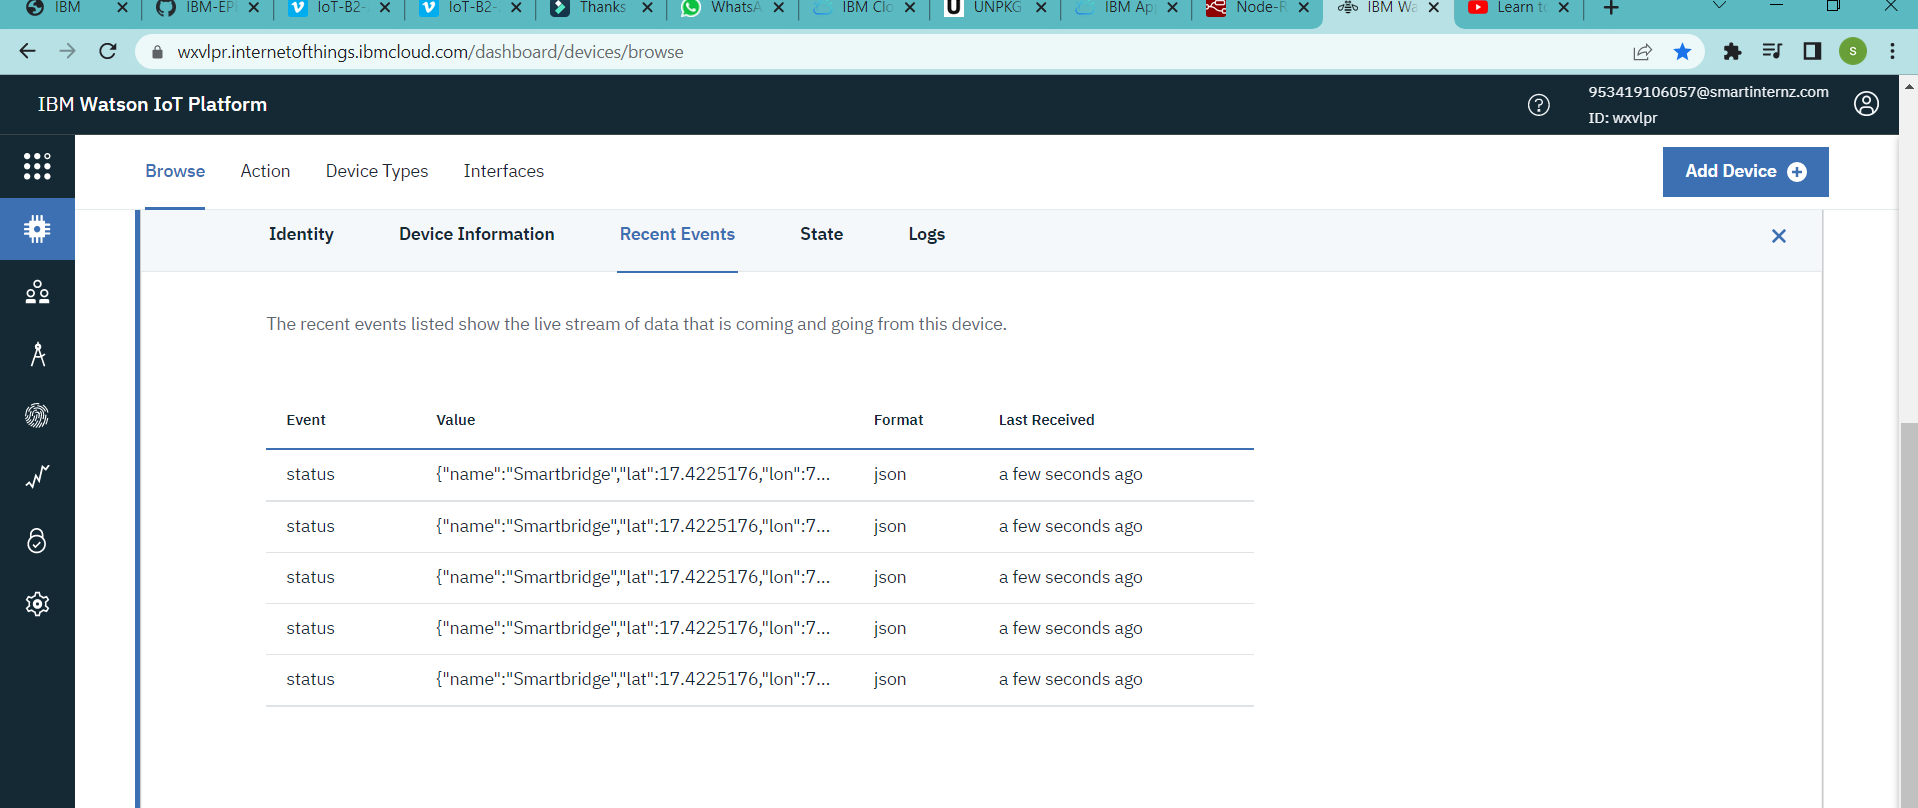 IBM
IBM-EP
IoT-B2-
IoT-B2-
Thanks
WhatsA
IBM Clo
UNPKG
IBM Ap
Node-R
IBM Wa
Learn t
wxvlpr.internetofthings.ibmcloud.com/dashboard/devices/browse
s
IBM Watson IoT Platform
953419106057@smartinternz.com
ID: wxvlpr
Browse Action Device Types Interfaces
Add Device
Identity Device Information Recent Events State Logs
The recent events listed show the live stream of data that is coming and going from this device.
Event Value Format Last Received
status {"name":"Smartbridge","lat":17.4225176,"lon":7... json a few seconds ago
status {"name":"Smartbridge","lat":17.4225176,"lon":7... json a few seconds ago
status {"name":"Smartbridge","lat":17.4225176,"lon":7... json a few seconds ago
status {"name":"Smartbridge","lat":17.4225176,"lon":7... json a few seconds ago
status {"name":"Smartbridge","lat":17.4225176,"lon":7... json a few seconds ago